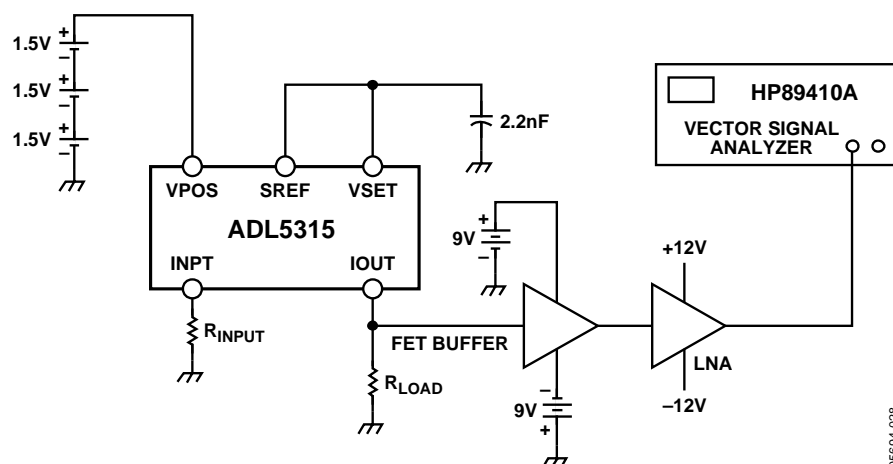 1.5V
+
–
1.5V
+
–
1.5V
+
–
2.2nF
HP89410A
VECTOR SIGNAL
ANALYZER
VPOS
SREF
VSET
ADL5315
INPT
IOUT
9V
+
–
+12V
RINPUT
FET BUFFER
LNA
RLOAD
–12V
9V
–
+